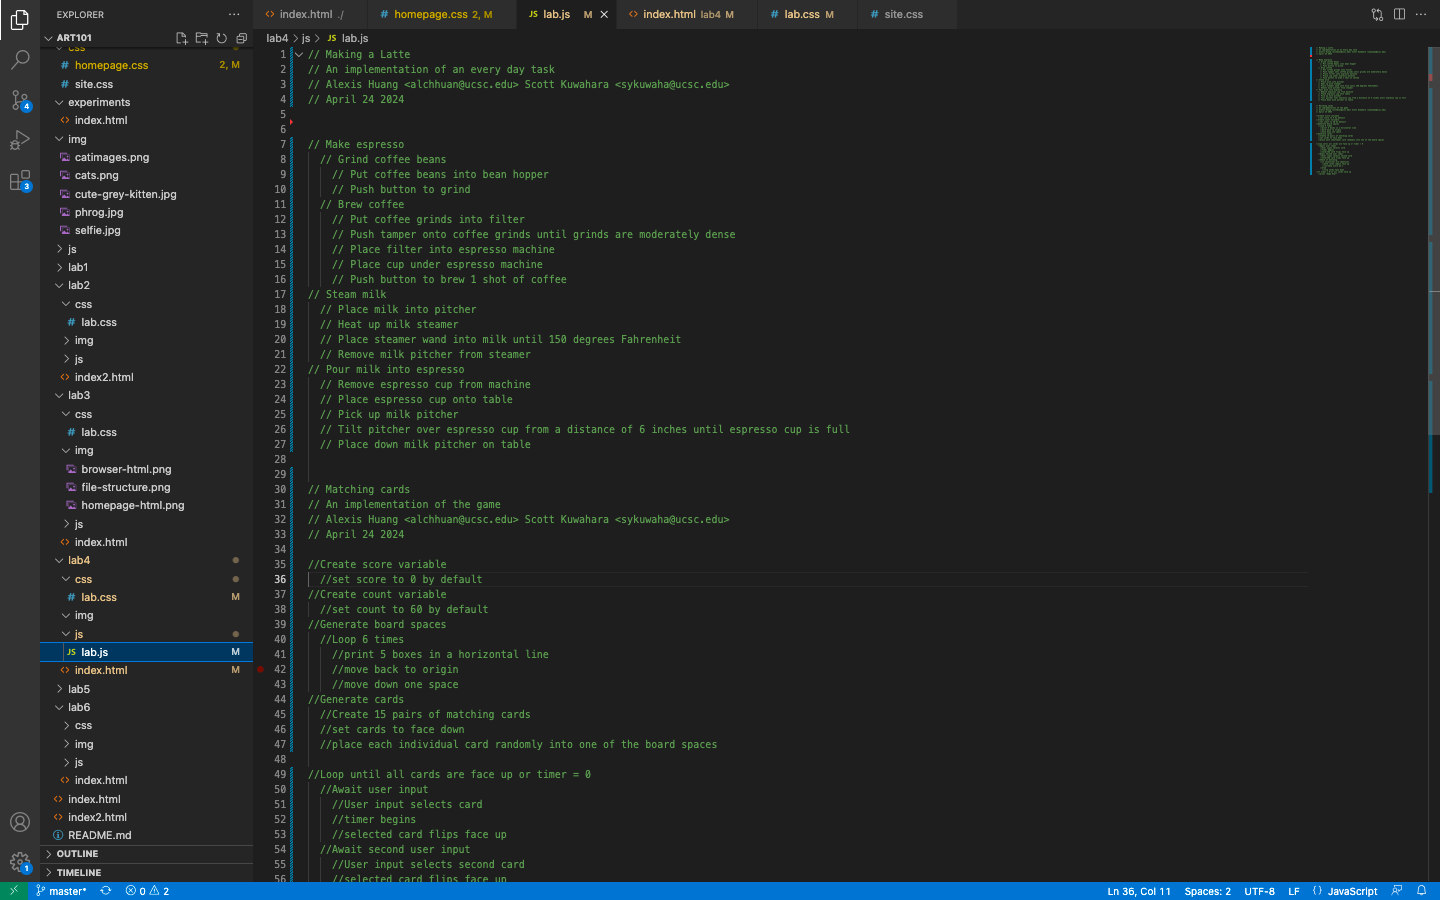 EXPLORER
index.html ./
homepage.css 2, M
lab.js M
index.html lab4 M
lab.css M
site.css
ART101
lab4 > js > JS lab.js
css
homepage.css 2, M
site.css
experiments
index.html
img
catimages.png
cats.png
cute-grey-kitten.jpg
phrog.jpg
selfie.jpg
js
lab1
lab2
css
lab.css
img
js
index2.html
lab3
css
lab.css
img
browser-html.png
file-structure.png
homepage-html.png
js
index.html
lab4
css
lab.css M
img
js
JS lab.js M
index.html M
lab5
lab6
css
img
js
index.html
index.html
index2.html
README.md
OUTLINE
TIMELINE
1 // Making a Latte
2 // An implementation of an every day task
3 // Alexis Huang <alchhuan@ucsc.edu> Scott Kuwahara <sykuwaha@ucsc.edu>
4 // April 24 2024
5
6
7 // Make espresso
8 // Grind coffee beans
9 // Put coffee beans into bean hopper
10 // Push button to grind
11 // Brew coffee
12 // Put coffee grinds into filter
13 // Push tamper onto coffee grinds until grinds are moderately dense
14 // Place filter into espresso machine
15 // Place cup under espresso machine
16 // Push button to brew 1 shot of coffee
17 // Steam milk
18 // Place milk into pitcher
19 // Heat up milk steamer
20 // Place steamer wand into milk until 150 degrees Fahrenheit
21 // Remove milk pitcher from steamer
22 // Pour milk into espresso
23 // Remove espresso cup from machine
24 // Place espresso cup onto table
25 // Pick up milk pitcher
26 // Tilt pitcher over espresso cup from a distance of 6 inches until espresso cup is full
27 // Place down milk pitcher on table
28
29
30 // Matching cards
31 // An implementation of the game
32 // Alexis Huang <alchhuan@ucsc.edu> Scott Kuwahara <sykuwaha@ucsc.edu>
33 // April 24 2024
34
35 //Create score variable
36 //set score to 0 by default
37 //Create count variable
38 //set count to 60 by default
39 //Generate board spaces
40 //Loop 6 times
41 //print 5 boxes in a horizontal line
42 //move back to origin
43 //move down one space
44 //Generate cards
45 //Create 15 pairs of matching cards
46 //set cards to face down
47 //place each individual card randomly into one of the board spaces
48
49 //Loop until all cards are face up or timer = 0
50 //Await user input
51 //User input selects card
52 //timer begins
53 //selected card flips face up
54 //Await second user input
55 //User input selects second card
56 //selected card flips face up
4
3
1
master* 0 2
Ln 36, Col 11 Spaces: 2 UTF-8 LF {} JavaScript